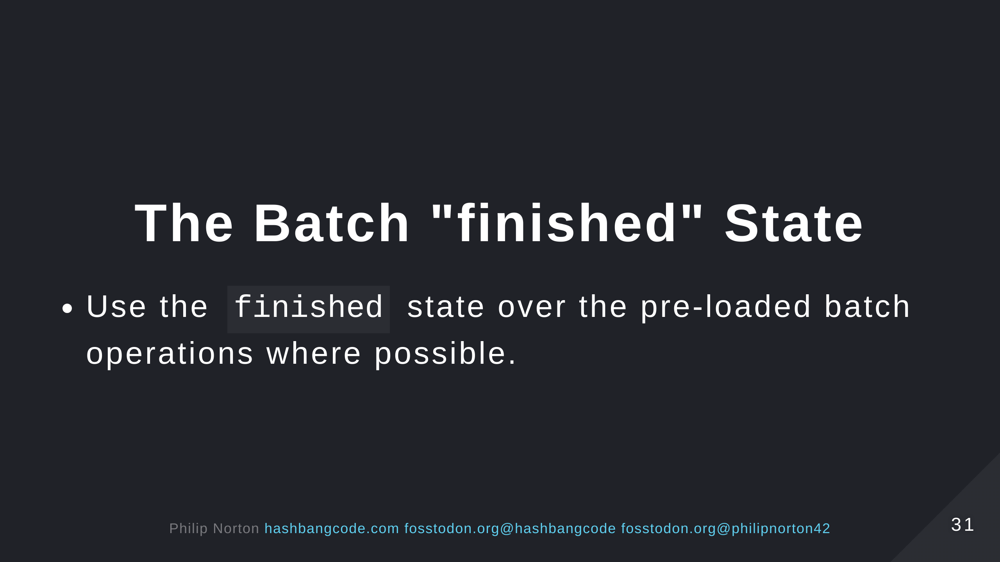 The Batch "finished" State
• Use the finished state over the pre-loaded batch
operations where possible.
Philip Norton hashbangcode.com fosstodon.org@hashbangcode fosstodon.org@philipnorton42
31